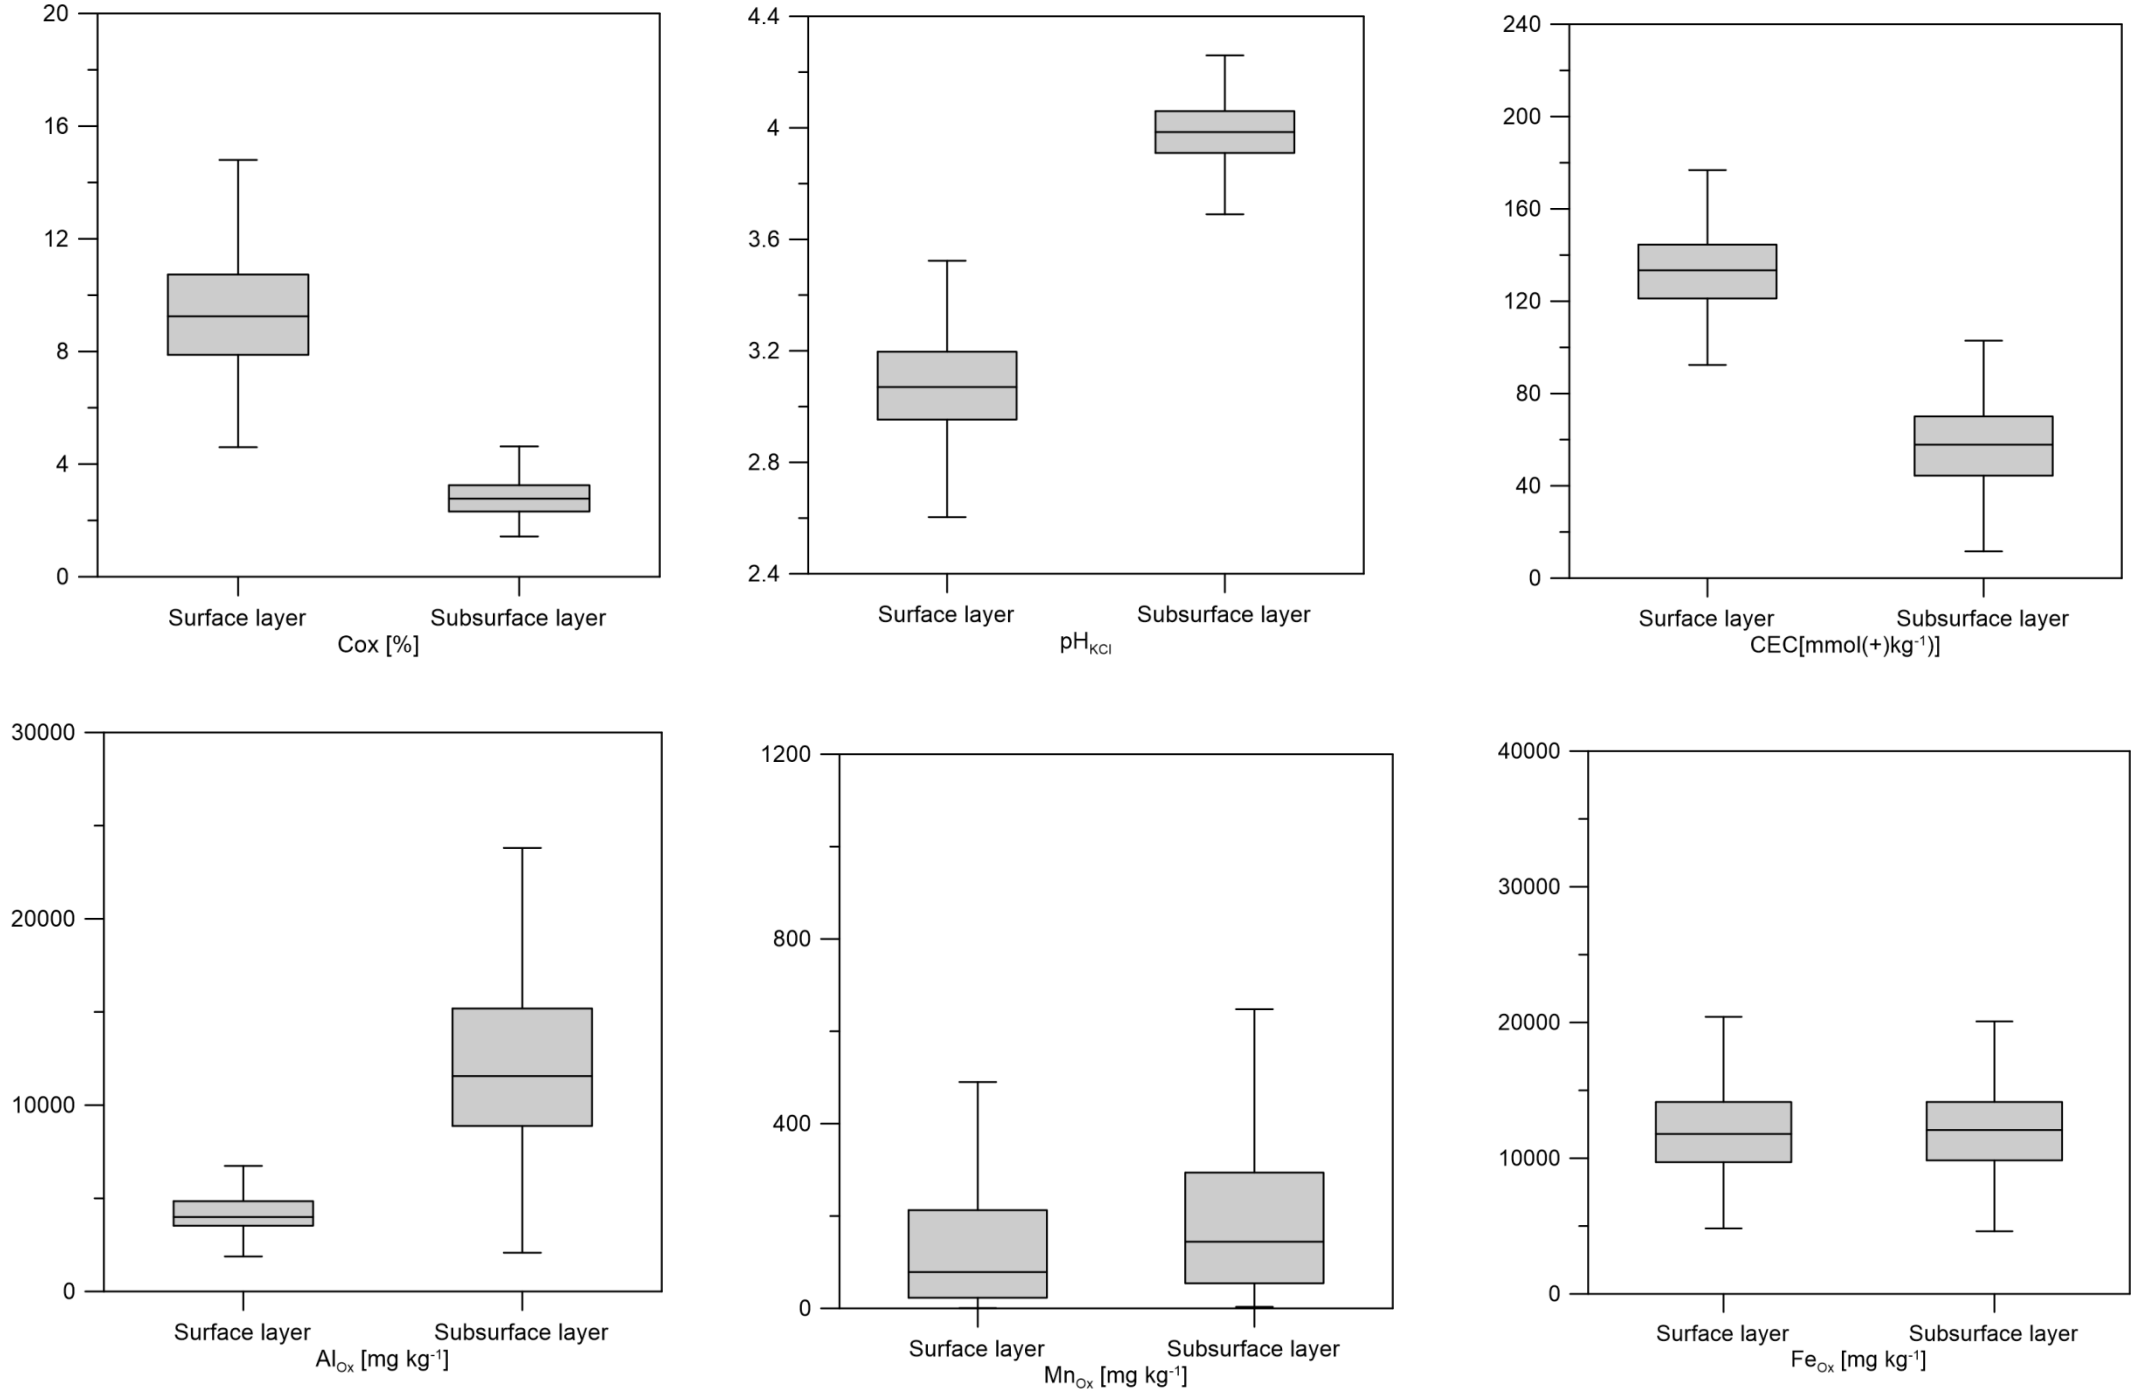 20
16
12
8
4
0
Surface layer
Subsurface layer
Cox [%]
4.4
4
3.6
3.2
2.8
2.4
Surface layer
Subsurface layer
pHKCl
240
200
160
120
80
40
0
Surface layer
Subsurface layer
CEC[mmol(+)kg⁻¹)]
30000
20000
10000
0
Surface layer
Subsurface layer
AlOx [mg kg⁻¹]
1200
800
400
0
Surface layer
Subsurface layer
MnOx [mg kg⁻¹]
40000
30000
20000
10000
0
Surface layer
Subsurface layer
FeOx [mg kg⁻¹]